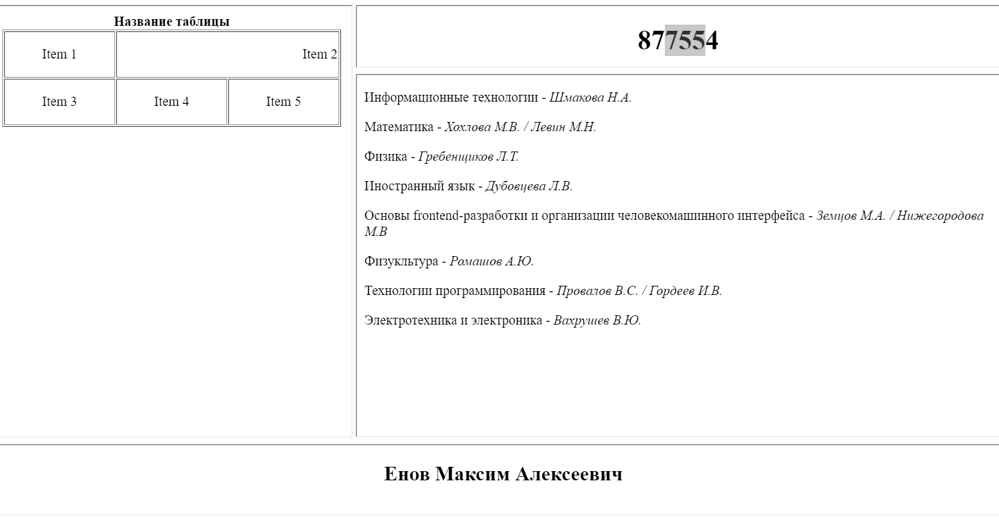 Название таблицы
Item 1
Item 2
Item 3
Item 4
Item 5
877554
Информационные технологии - Шмакова Н.А.
Математика - Хохлова М.В. / Левин М.Н.
Физика - Гребенщиков Л.Т.
Иностранный язык - Дубовцева Л.В.
Основы frontend-разработки и организации человекомашинного интерфейса - Земцов М.А. / Нижегородова
М.В
Физукльтура - Ромашов А.Ю.
Технологии программирования - Провалов В.С. / Гордеев И.В.
Электротехника и электроника - Вахрушев В.Ю.
Енов Максим Алексеевич